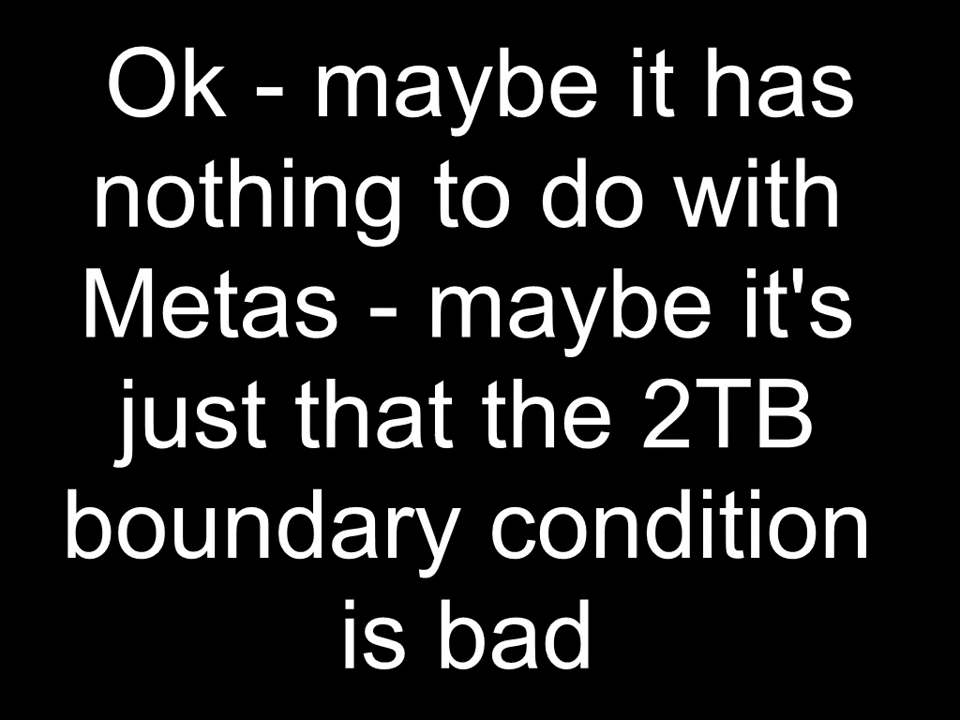 Ok - maybe it has
nothing to do with
Metas - maybe it's
just that the 2TB
boundary condition
is bad